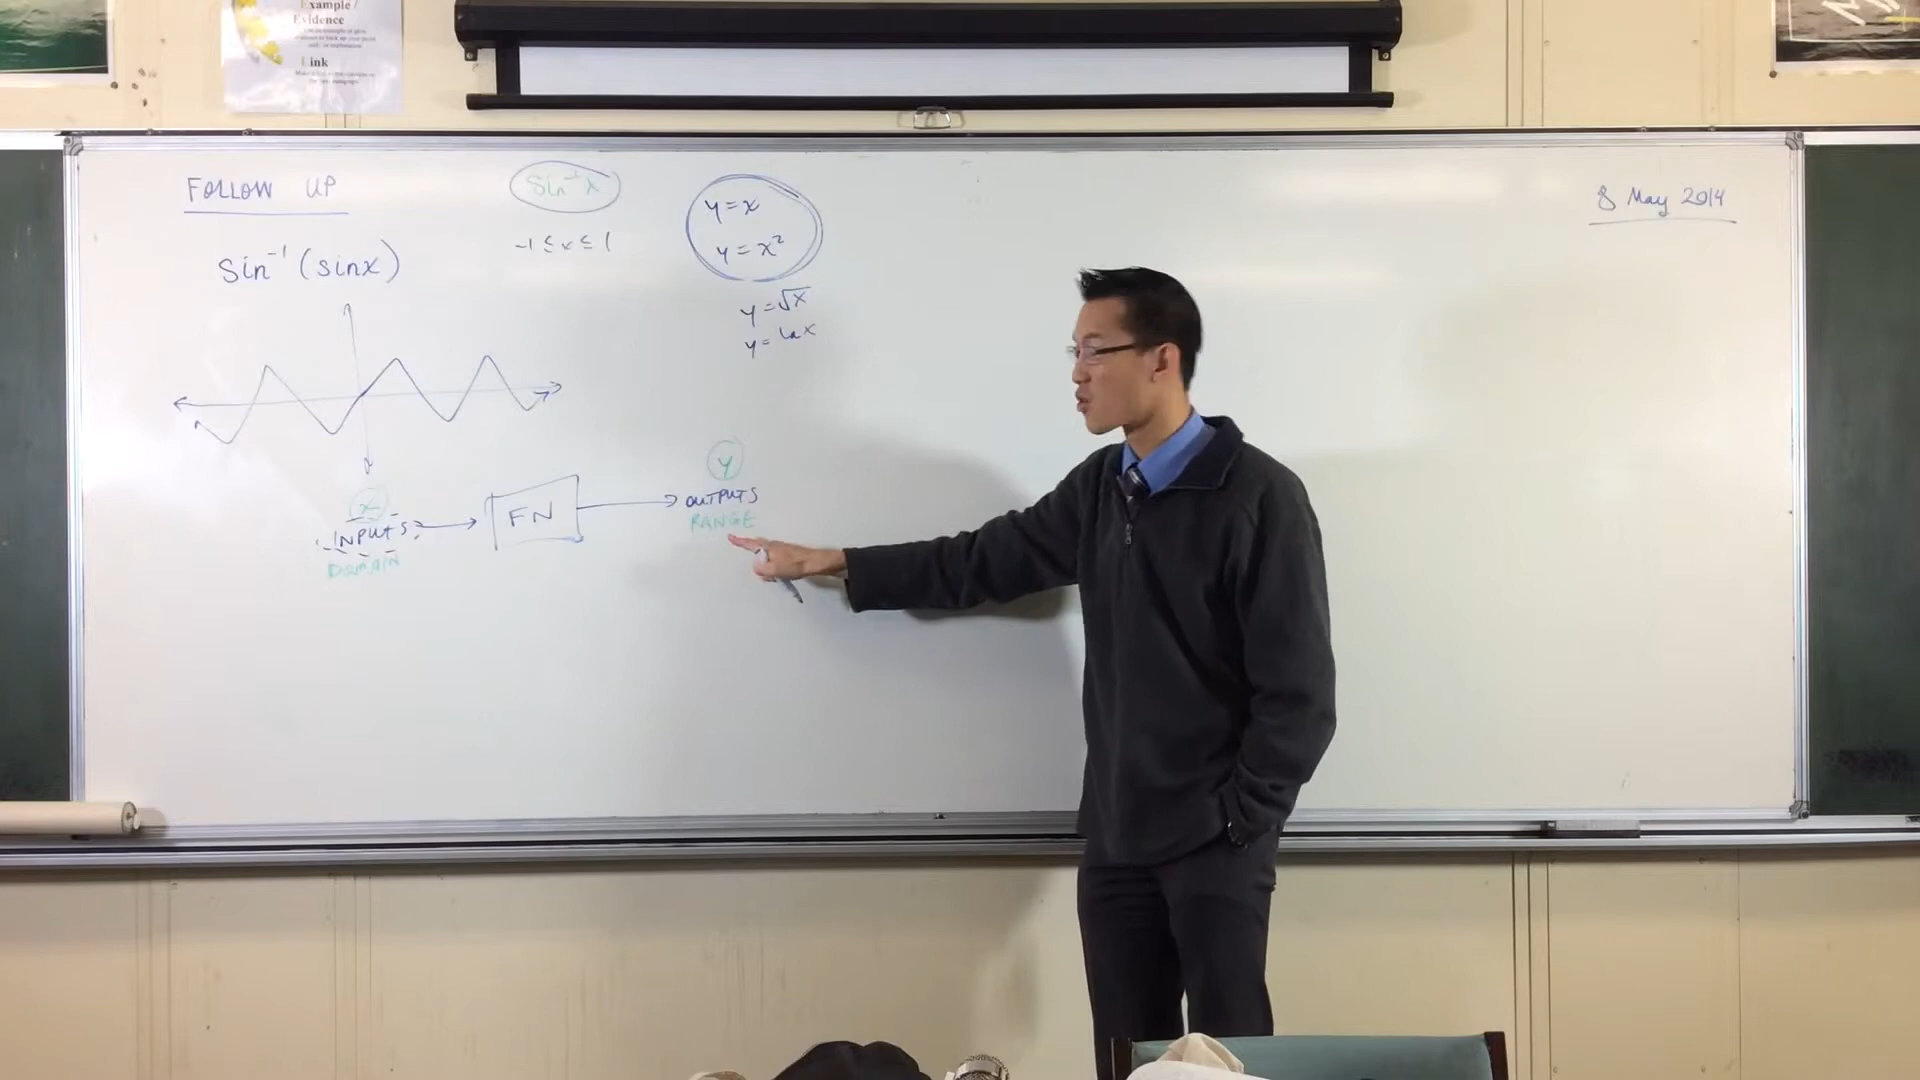 Example /
Evidence
Link
FOLLOW UP
sin⁻¹ (sinx)
Sin⁻¹ x
-1 ≤ x ≤ 1
y = x
y = x²
y = √x
y = ln x
8 May 2014
x
INPUTS
DOMAIN
FN
y
OUTPUTS
RANGE